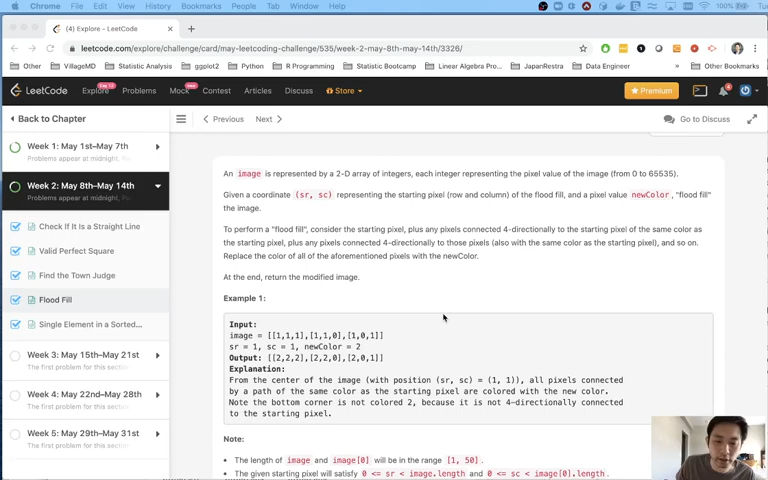 Chrome File Edit View History Bookmarks People Tab Window Help 100%
(4) Explore - LeetCode
leetcode.com/explore/challenge/card/may-leetcoding-challenge/535/week-2-may-8th-may-14th/3326/
Other VillageMD Statistic Analysis ggplot2 Python R Programming Statistic Bootcamp Linear Algebra Pro... JapanRestra Data Engineer Other Bookmarks
LeetCode Explore Problems Mock Contest Articles Discuss Store Premium 4
Back to Chapter Previous Next Go to Discuss
Week 1: May 1st–May 7th
Problems appear at midnight,
Week 2: May 8th–May 14th
Problems appear at midnight,
Check If It Is a Straight Line
Valid Perfect Square
Find the Town Judge
Flood Fill
Single Element in a Sorted...
Week 3: May 15th–May 21st
The first problem for this
Week 4: May 22nd–May 28th
The first problem for this
Week 5: May 29th–May 31st
The first problem for this
An image is represented by a 2-D array of integers, each integer representing the pixel value of the image (from 0 to 65535).
Given a coordinate (sr, sc) representing the starting pixel (row and column) of the flood fill, and a pixel value newColor, "flood fill"
the image.
To perform a "flood fill", consider the starting pixel, plus any pixels connected 4-directionally to the starting pixel of the same color as
the starting pixel, plus any pixels connected 4-directionally to those pixels (also with the same color as the starting pixel), and so on.
Replace the color of all of the aforementioned pixels with the newColor.
At the end, return the modified image.
Example 1:
Input:
image = [[1,1,1],[1,1,0],[1,0,1]]
sr = 1, sc = 1, newColor = 2
Output: [[2,2,2],[2,2,0],[2,0,1]]
Explanation:
From the center of the image (with position (sr, sc) = (1, 1)), all pixels connected
by a path of the same color as the starting pixel are colored with the new color.
Note the bottom corner is not colored 2, because it is not 4-directionally connected
to the starting pixel.
Note:
The length of image and image[0] will be in the range [1, 50].
The given starting pixel will satisfy 0 <= sr < image.length and 0 <= sc < image[0].length.